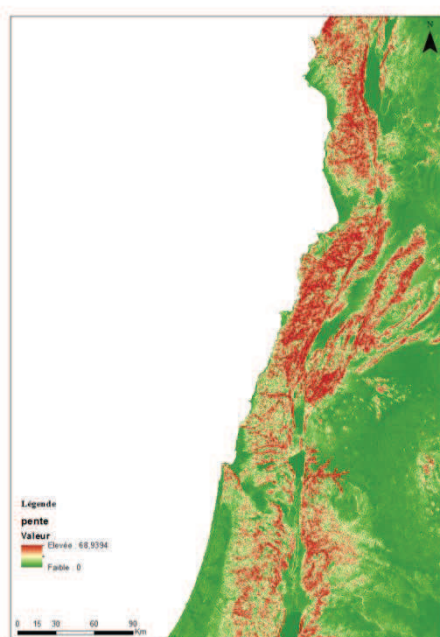 N
Légende
pente
Valeur
Elevée : 68,9394
Faible : 0
0 15 30 60 90
Km